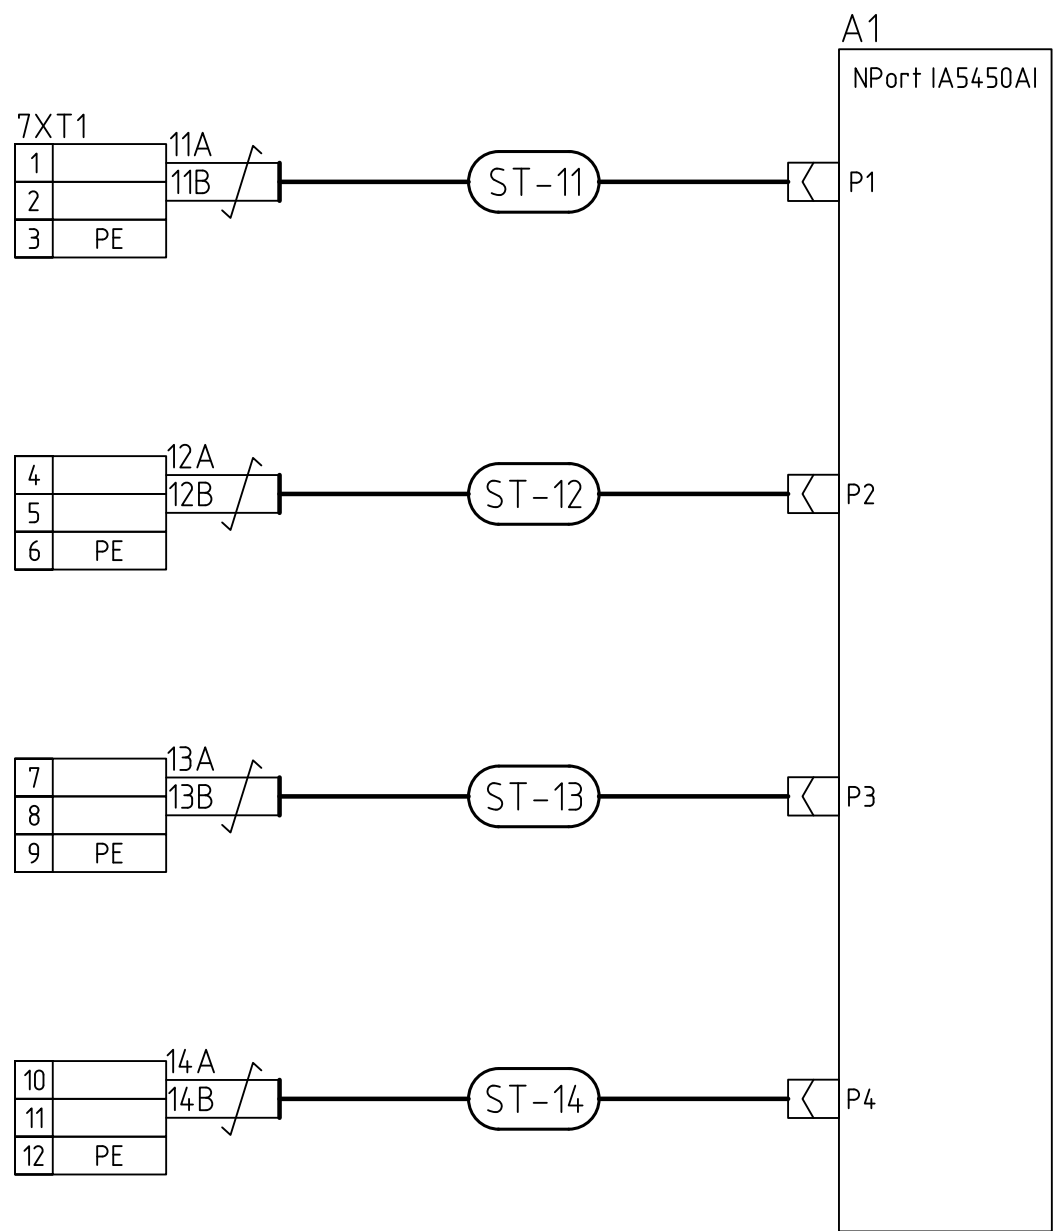 A1
NPort IA5450AI
7XT1
1
11A
2
11B
3 PE
ST-11
P1
4
12A
5
12B
6 PE
ST-12
P2
7
13A
8
13B
9 PE
ST-13
P3
10
14A
11
14B
12 PE
ST-14
P4